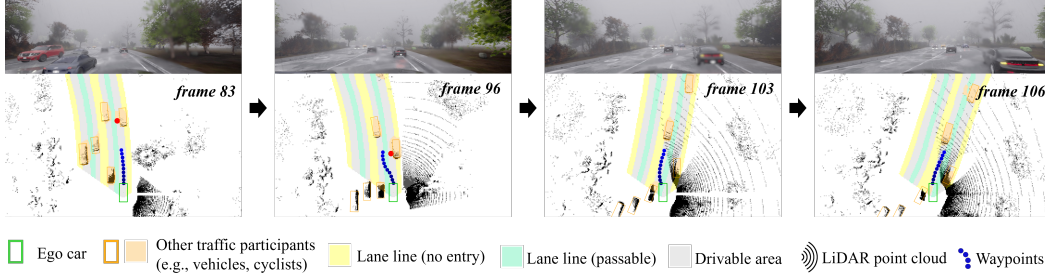 frame 83
frame 96
frame 103
frame 106
Ego car
Other traffic participants
(e.g., vehicles, cyclists)
Lane line (no entry)
Lane line (passable)
Drivable area
LiDAR point cloud
Waypoints